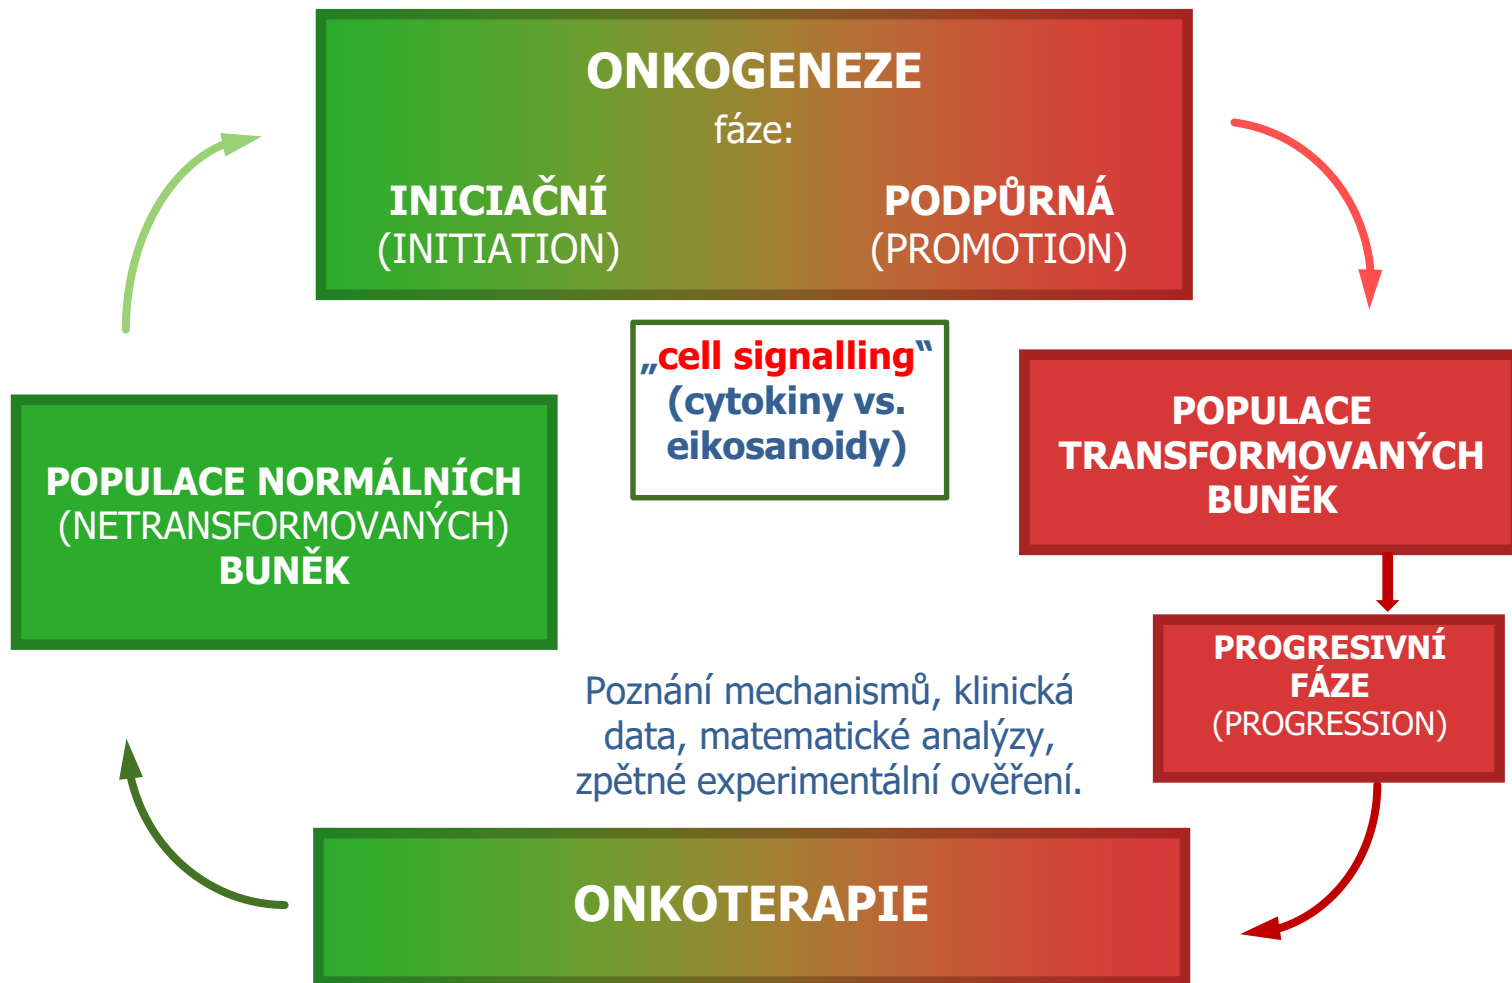 ONKOGENEZE
fáze:
INICIAČNÍ
(INITIATION)
PODPŮRNÁ
(PROMOTION)
„cell signalling“
(cytokiny vs.
eikosanoidy)
POPULACE NORMÁLNÍCH
(NETRANSFORMOVANÝCH)
BUNĚK
POPULACE
TRANSFORMOVANÝCH
BUNĚK
PROGRESIVNÍ
FÁZE
(PROGRESSION)
Poznání mechanismů, klinická
data, matematické analýzy,
zpětné experimentální ověření.
ONKOTERAPIE